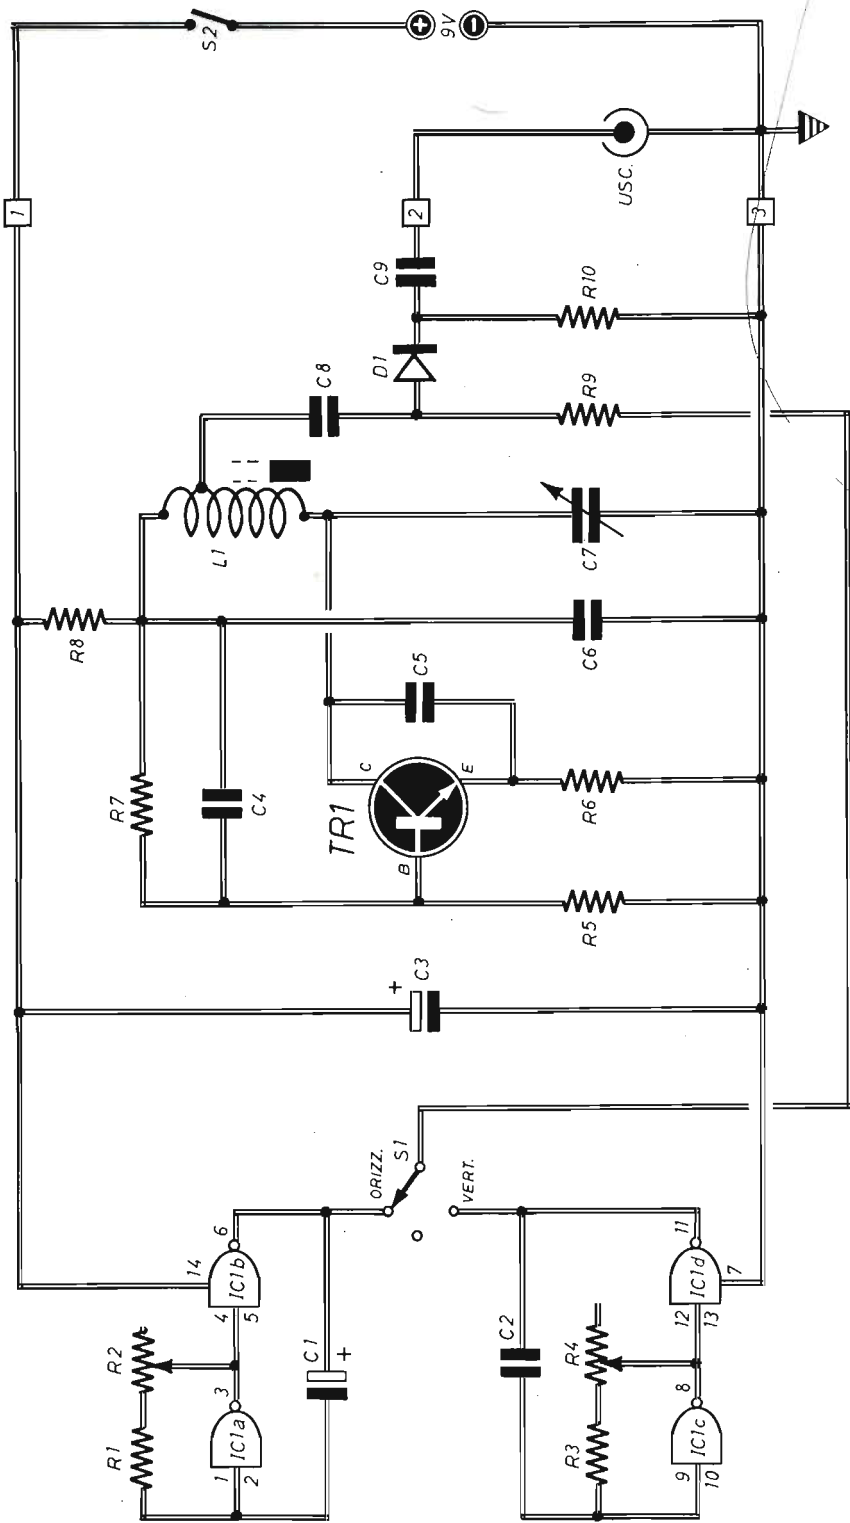 R1
R2
1
2
IC1a
3
4
5
IC1b
14
6
C1
+
ORIZZ.
S1
VERT.
C2
R3
R4
9
10
IC1c
8
12
13
IC1d
11
7
+
C3
R7
C4
TR1
B
C
E
C5
R5
R6
R8
L1
C6
C7
C8
D1
R9
R10
C9
1
2
3
USC.
S2
+
9V
−